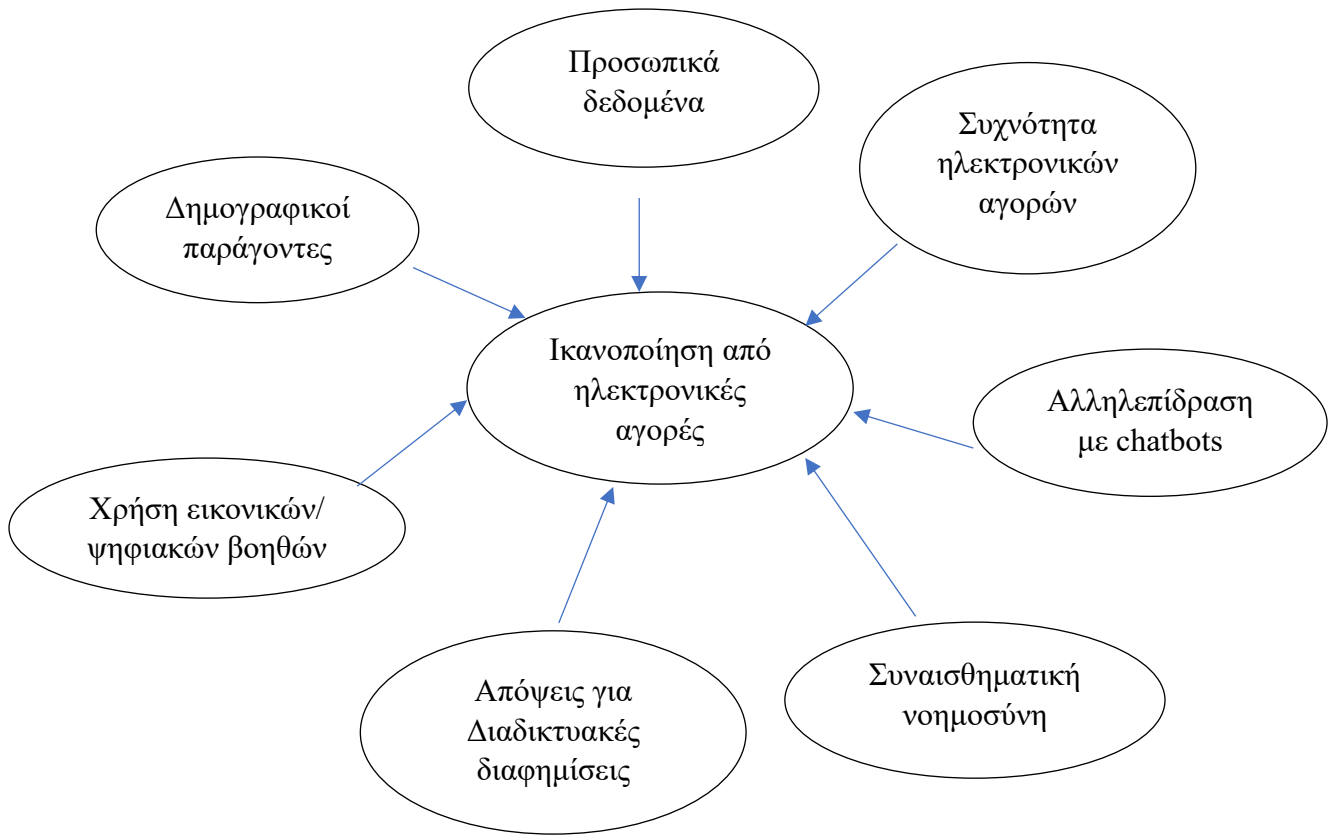 Προσωπικά
δεδομένα
Συχνότητα
ηλεκτρονικών
αγορών
Δημογραφικοί
παράγοντες
Ικανοποίηση από
ηλεκτρονικές
αγορές
Αλληλεπίδραση
με chatbots
Χρήση εικονικών/
ψηφιακών βοηθών
Συναισθηματική
νοημοσύνη
Απόψεις για
Διαδικτυακές
διαφημίσεις